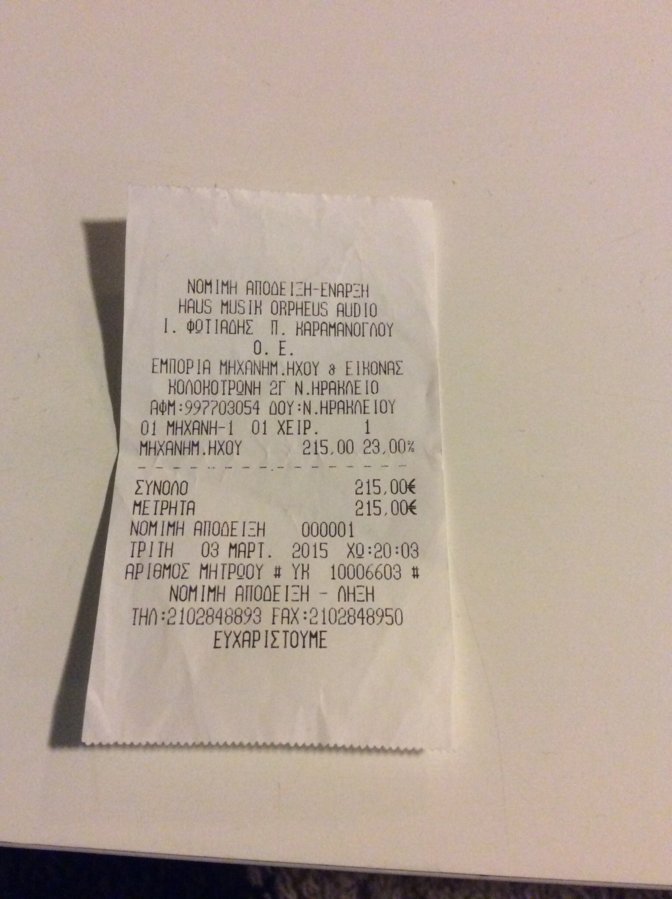 ΝΟΜΙΜΗ ΑΠΟΔΕΙΞΗ-ΕΝΑΡΞΗ
HAUS MUSIK ORPHEUS AUDIO
Ι. ΦΩΤΙΑΔΗΣ Π. ΚΑΡΑΜΑΝΟΓΛΟΥ
Ο. Ε.
ΕΜΠΟΡΙΑ ΜΗΧΑΝΗΜ.ΗΧΟΥ & ΕΙΚΟΝΑΣ
ΚΟΛΟΚΟΤΡΩΝΗ 2Γ Ν.ΗΡΑΚΛΕΙΟ
ΑΦΜ:997703054 ΔΟΥ:Ν.ΗΡΑΚΛΕΙΟΥ
01 ΜΗΧΑΝΗ-1 01 ΧΕΙΡ. 1
ΜΗΧΑΝΗΜ.ΗΧΟΥ 215,00 23,00%
ΣΥΝΟΛΟ 215,00€
ΜΕΤΡΗΤΑ 215,00€
ΝΟΜΙΜΗ ΑΠΟΔΕΙΞΗ 000001
ΤΡΙΤΗ 03 ΜΑΡΤ. 2015 ΧΩ:20:03
ΑΡΙΘΜΟΣ ΜΗΤΡΩΟΥ # ΥΚ 10006603 #
ΝΟΜΙΜΗ ΑΠΟΔΕΙΞΗ - ΛΗΞΗ
ΤΗΛ:2102848893 FAX:2102848950
ΕΥΧΑΡΙΣΤΟΥΜΕ